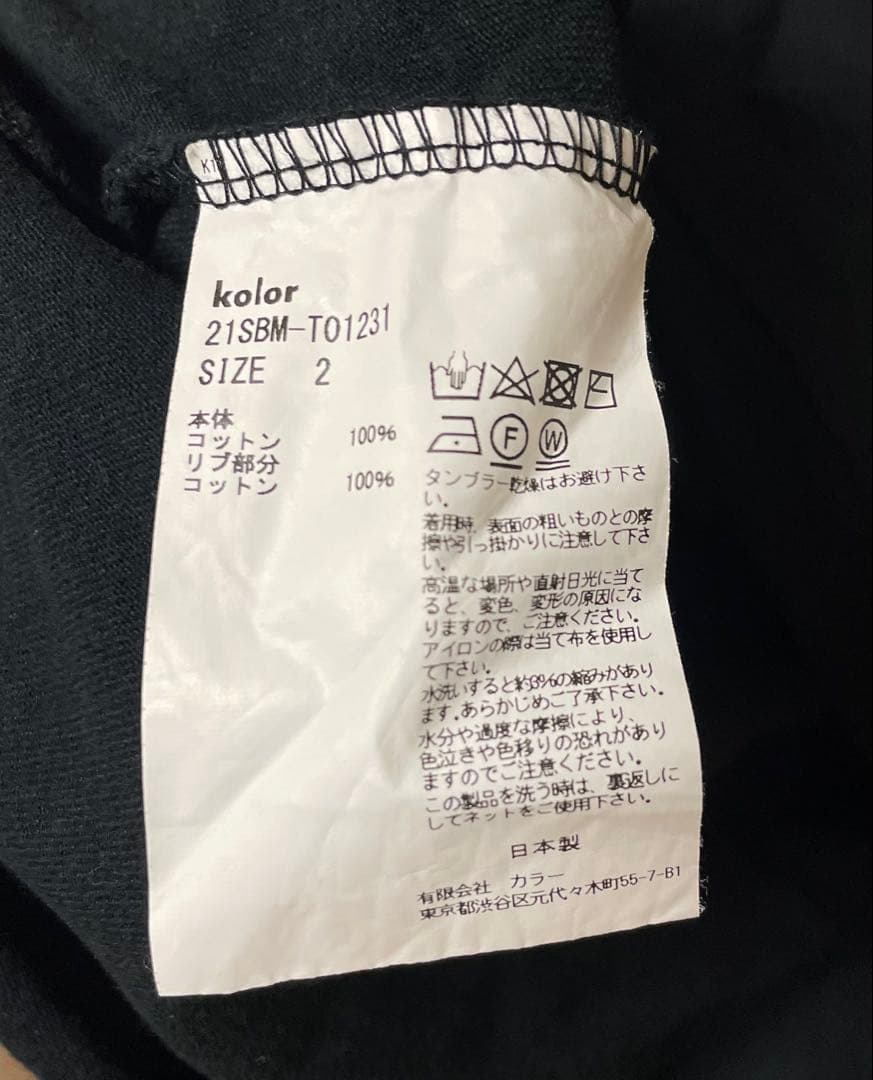 kolor
21SBM-T01231
SIZE 2
本体
コットン 100%
リブ部分
コットン 100%
F W
タンブラー乾燥はお避け下さ
い。
着用時、表面の粗いものとの摩
擦や引っ掛かりに注意して下さ
い。
高温な場所や直射日光に当て
ると、変色、変形の原因にな
りますので、ご注意ください。
アイロンの際は当て布を使用し
て下さい。
水洗いすると約3%の縮みがあり
ます。あらかじめご了承下さい。
水分や過度な摩擦により、
色泣きや色移りの恐れがあり
ますのでご注意ください。
この製品を洗う時は、裏返しに
してネットをご使用下さい。
日本製
有限会社 カラー
東京都渋谷区元代々木町55-7-B1